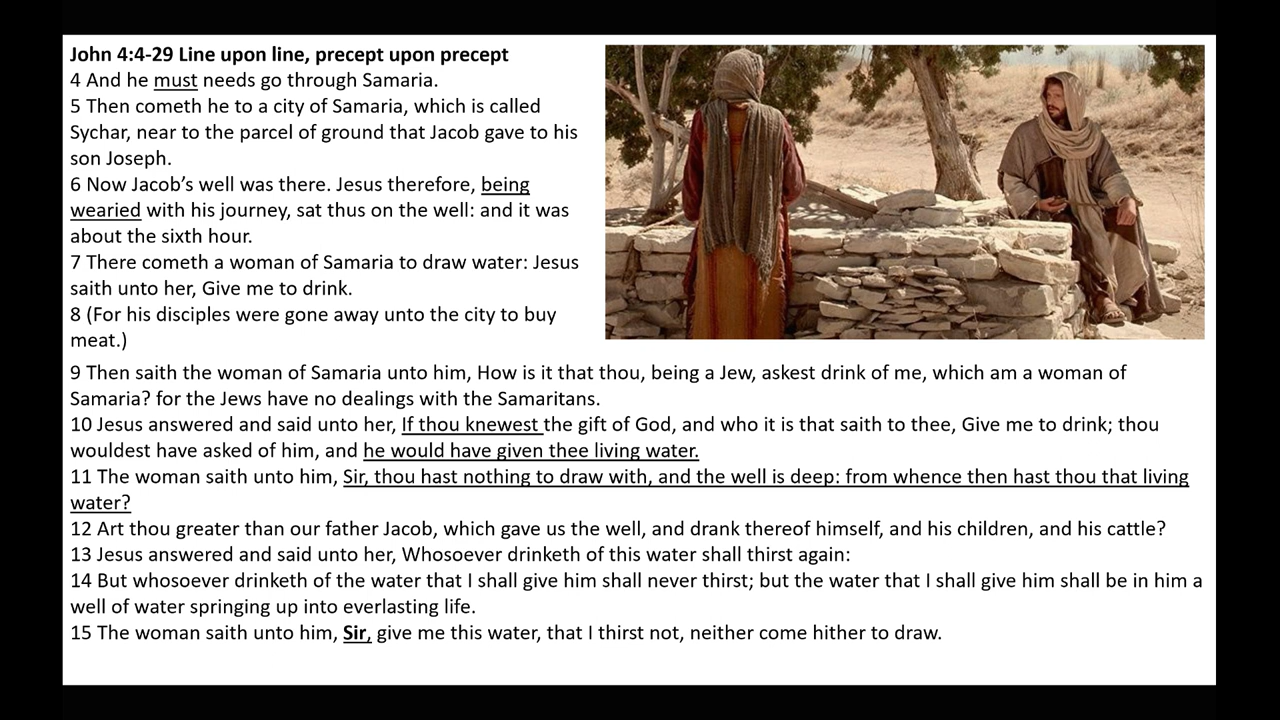 John 4:4-29 Line upon line, precept upon precept
4 And he must needs go through Samaria.
5 Then cometh he to a city of Samaria, which is called
Sychar, near to the parcel of ground that Jacob gave to his
son Joseph.
6 Now Jacob’s well was there. Jesus therefore, being
wearied with his journey, sat thus on the well: and it was
about the sixth hour.
7 There cometh a woman of Samaria to draw water: Jesus
saith unto her, Give me to drink.
8 (For his disciples were gone away unto the city to buy
meat.)
9 Then saith the woman of Samaria unto him, How is it that thou, being a Jew, askest drink of me, which am a woman of
Samaria? for the Jews have no dealings with the Samaritans.
10 Jesus answered and said unto her, If thou knewest the gift of God, and who it is that saith to thee, Give me to drink; thou
wouldest have asked of him, and he would have given thee living water.
11 The woman saith unto him, Sir, thou hast nothing to draw with, and the well is deep: from whence then hast thou that living
water?
12 Art thou greater than our father Jacob, which gave us the well, and drank thereof himself, and his children, and his cattle?
13 Jesus answered and said unto her, Whosoever drinketh of this water shall thirst again:
14 But whosoever drinketh of the water that I shall give him shall never thirst; but the water that I shall give him shall be in him a
well of water springing up into everlasting life.
15 The woman saith unto him, Sir, give me this water, that I thirst not, neither come hither to draw.